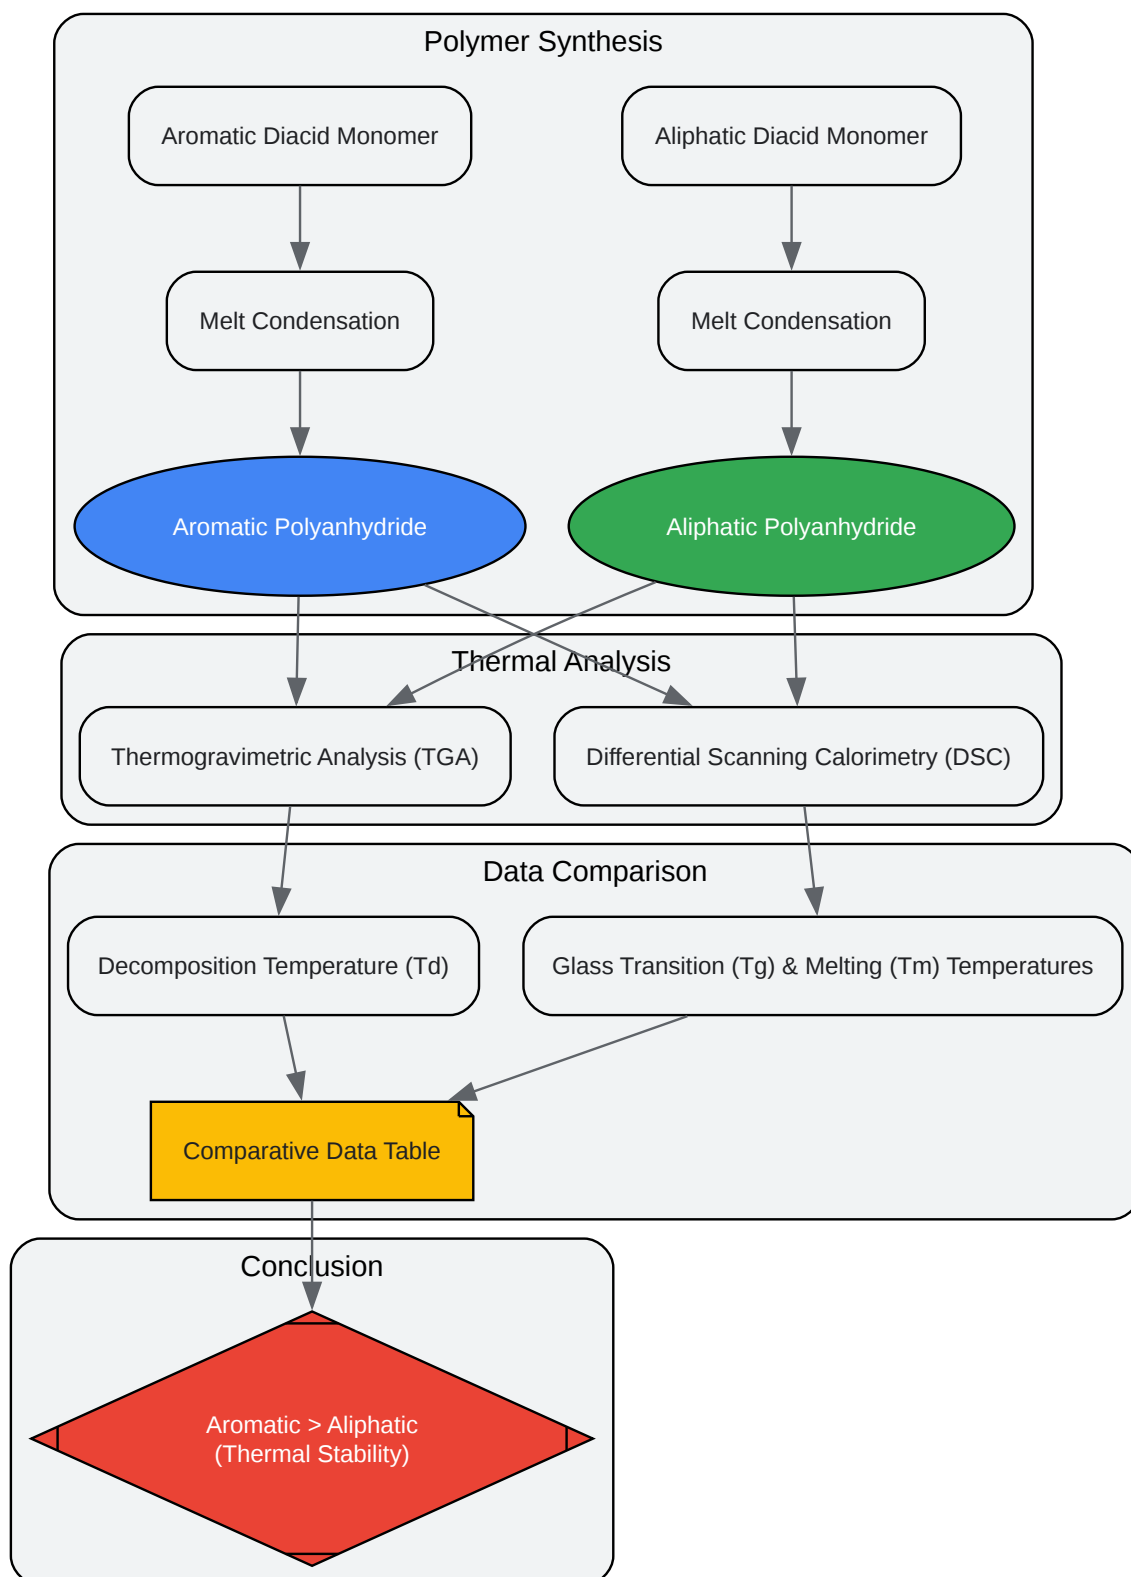 Polymer Synthesis
Aromatic Diacid Monomer
Aliphatic Diacid Monomer
Melt Condensation
Melt Condensation
Aromatic Polyanhydride
Aliphatic Polyanhydride
Thermal Analysis
Thermogravimetric Analysis (TGA)
Differential Scanning Calorimetry (DSC)
Data Comparison
Decomposition Temperature (Td)
Glass Transition (Tg) & Melting (Tm) Temperatures
Comparative Data Table
Conclusion
Aromatic > Aliphatic
(Thermal Stability)